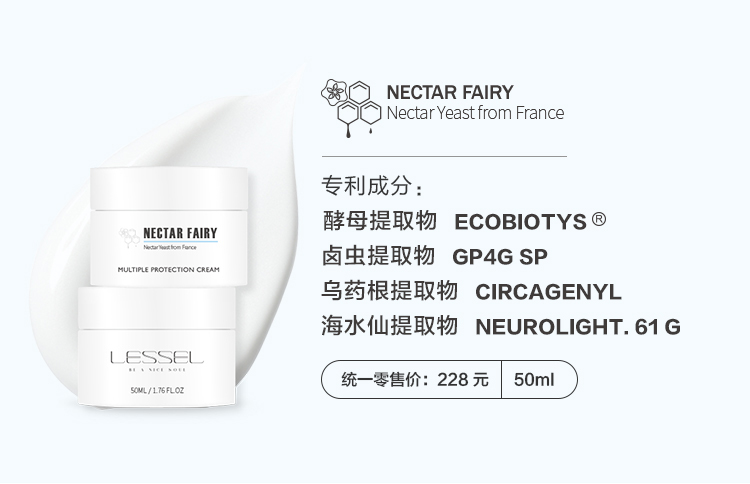 NECTAR FAIRY
Nectar Yeast from France
专利成分：
酵母提取物 ECOBIOTYS ®
卤虫提取物 GP4G SP
乌药根提取物 CIRCAGENYL
海水仙提取物 NEUROLIGHT. 61 G
统一零售价：228 元 50ml
NECTAR FAIRY
Nectar Yeast from France
MULTIPLE PROTECTION CREAM
LESSEL
BE A NICE SOUL
50ML / 1.76 FL.OZ